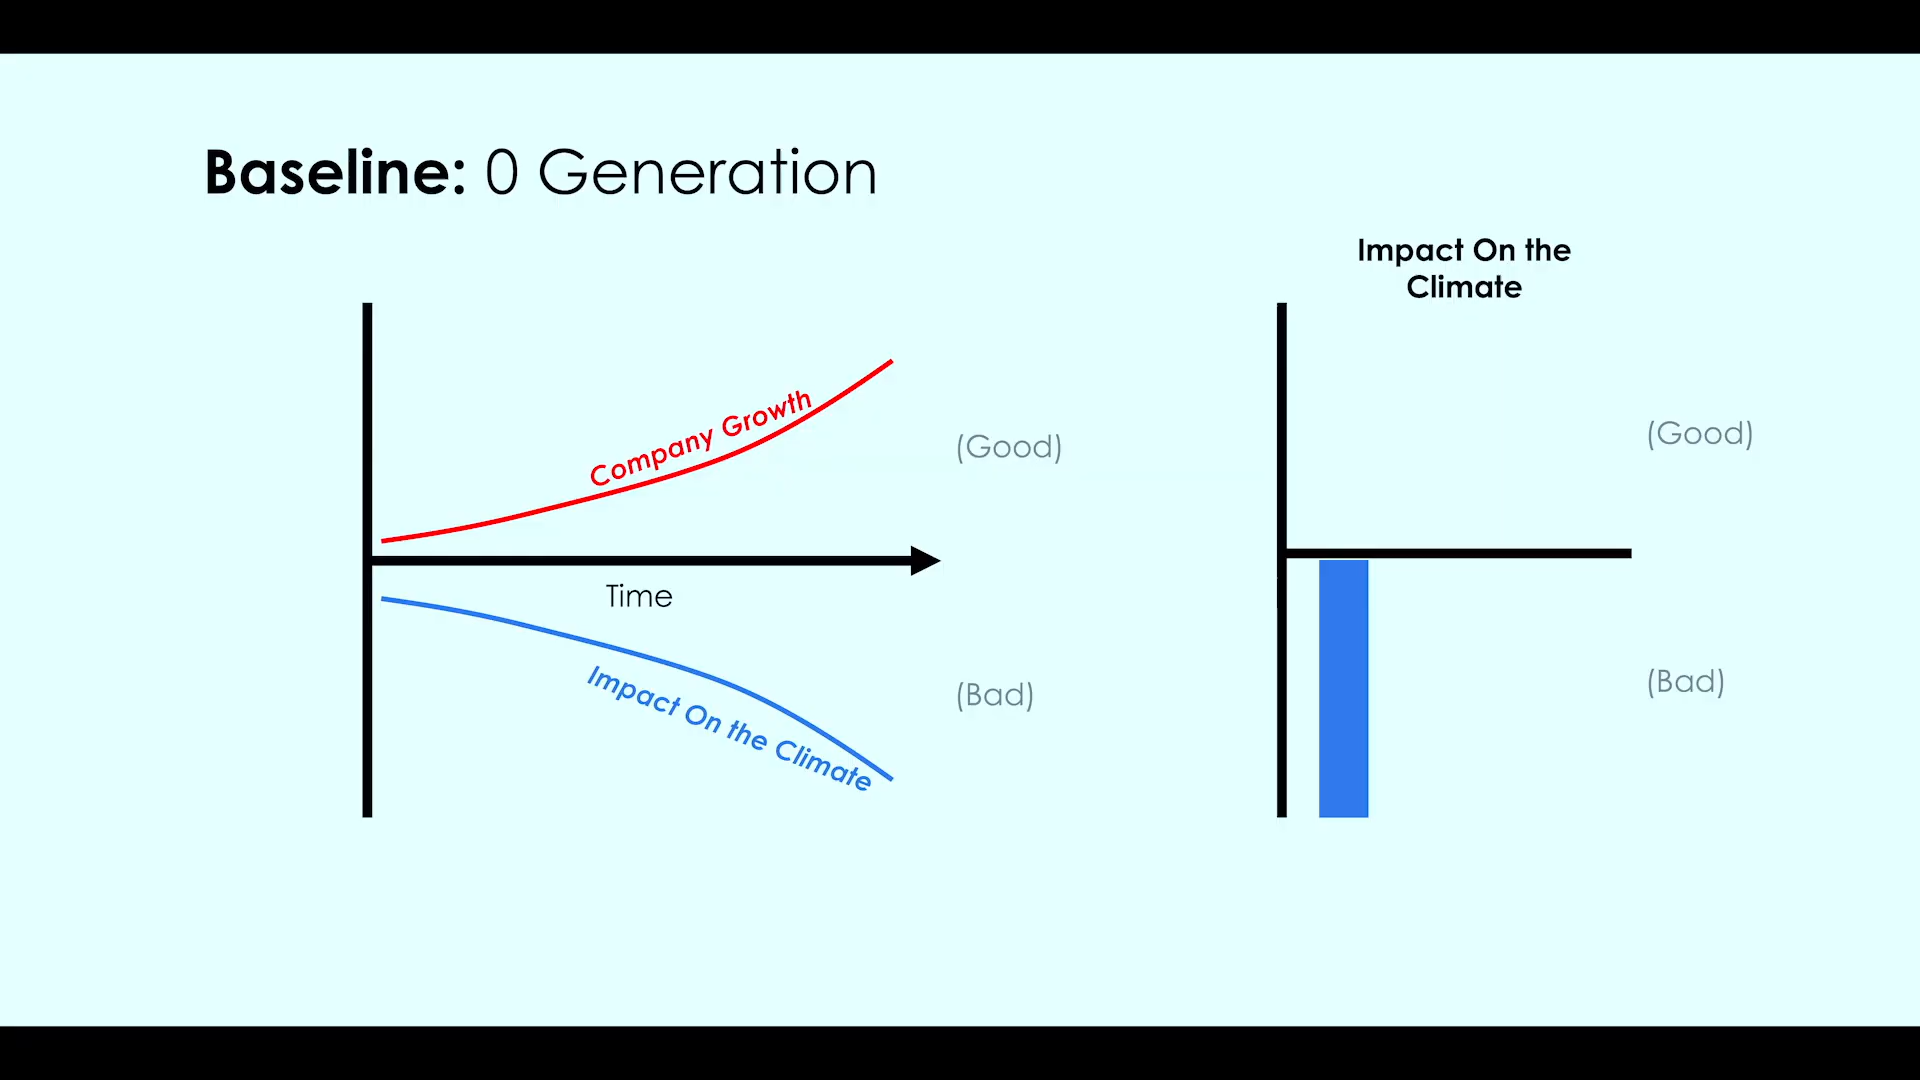 Baseline: 0 Generation
Company Growth
(Good)
Time
Impact On the Climate
(Bad)
Impact On the
Climate
(Good)
(Bad)